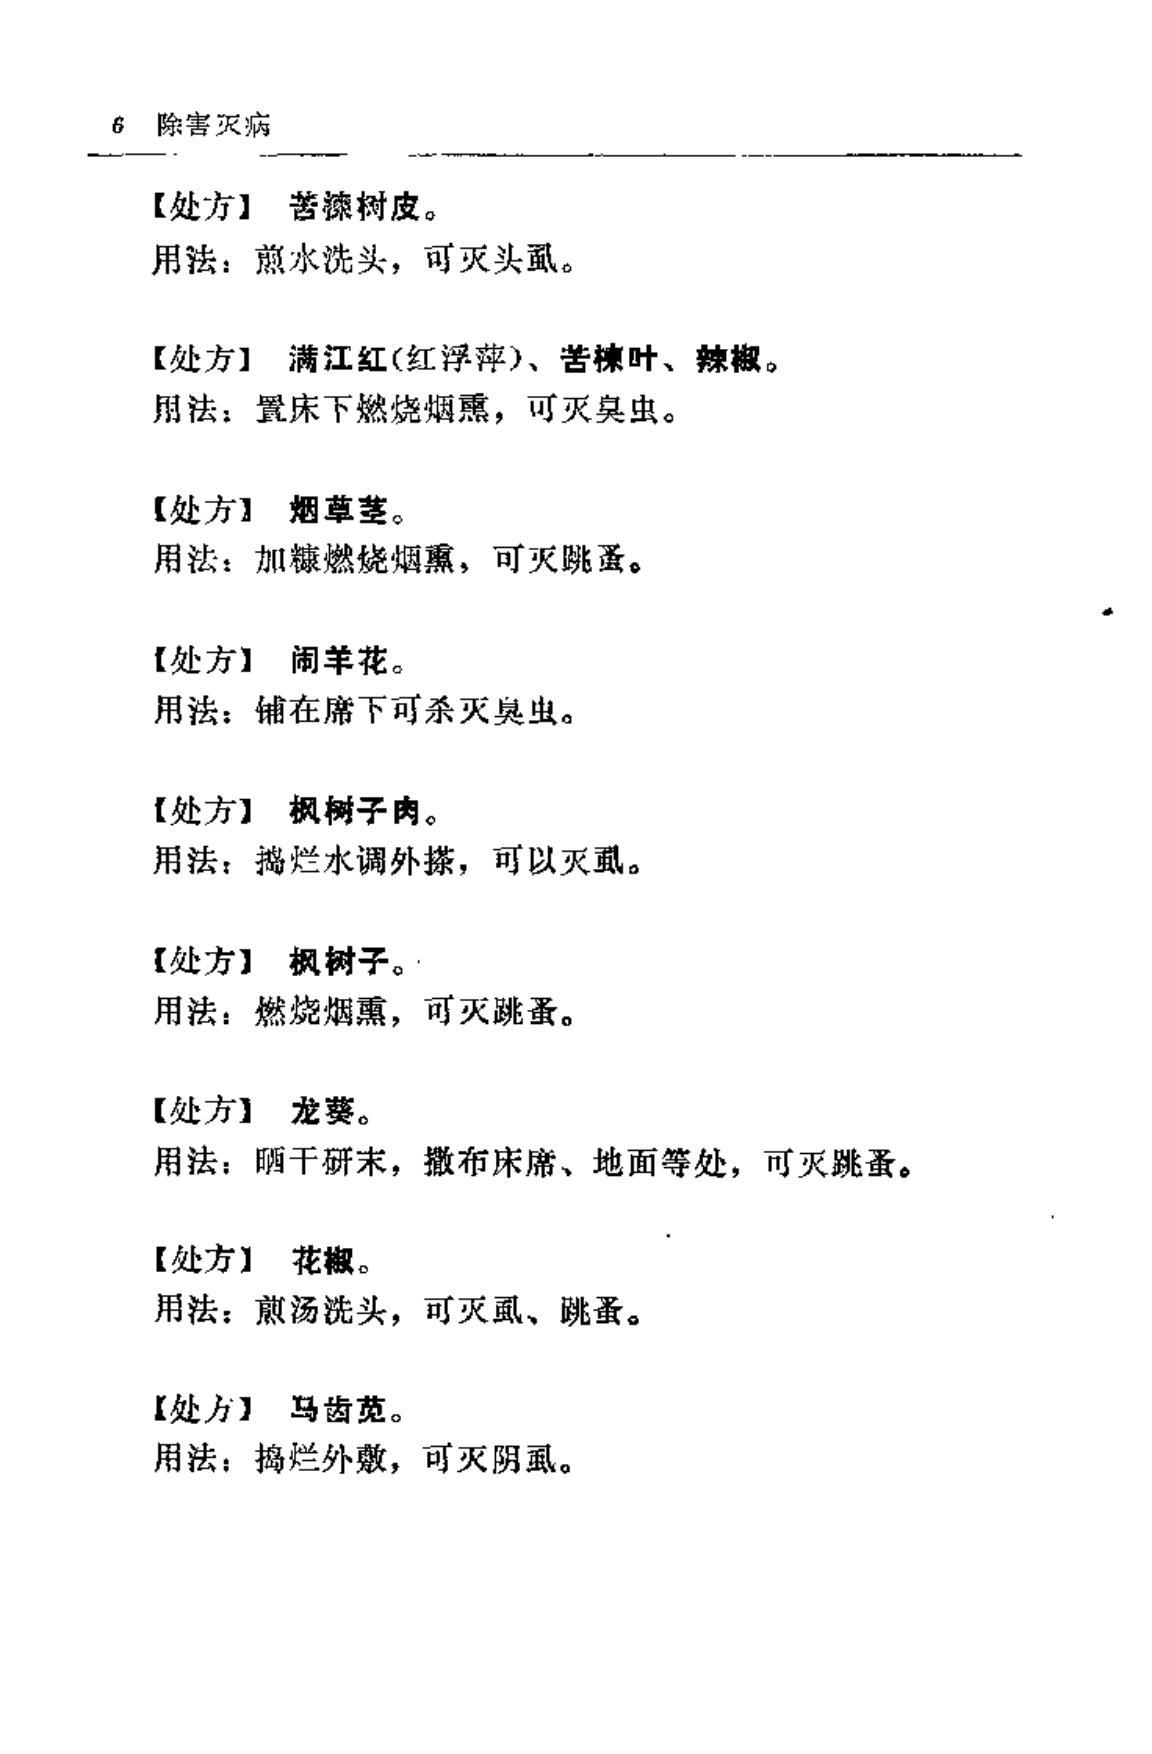 6 除害灭病
【处方】 苦楝树皮。
用法：煎水洗头，可灭头虱。
【处方】 满江红(红浮萍)、苦楝叶、辣椒。
用法：置床下燃烧烟熏，可灭臭虫。
【处方】 烟草茎。
用法：加糠燃烧烟熏，可灭跳蚤。
【处方】 闹羊花。
用法：铺在席下可杀灭臭虫。
【处方】 枫树子肉。
用法：捣烂水调外搽，可以灭虱。
【处方】 枫树子。
用法：燃烧烟熏，可灭跳蚤。
【处方】 龙葵。
用法：晒干研末，撒布床席、地面等处，可灭跳蚤。
【处方】 花椒。
用法：煎汤洗头，可灭虱、跳蚤。
【处方】 马齿苋。
用法：捣烂外敷，可灭阴虱。